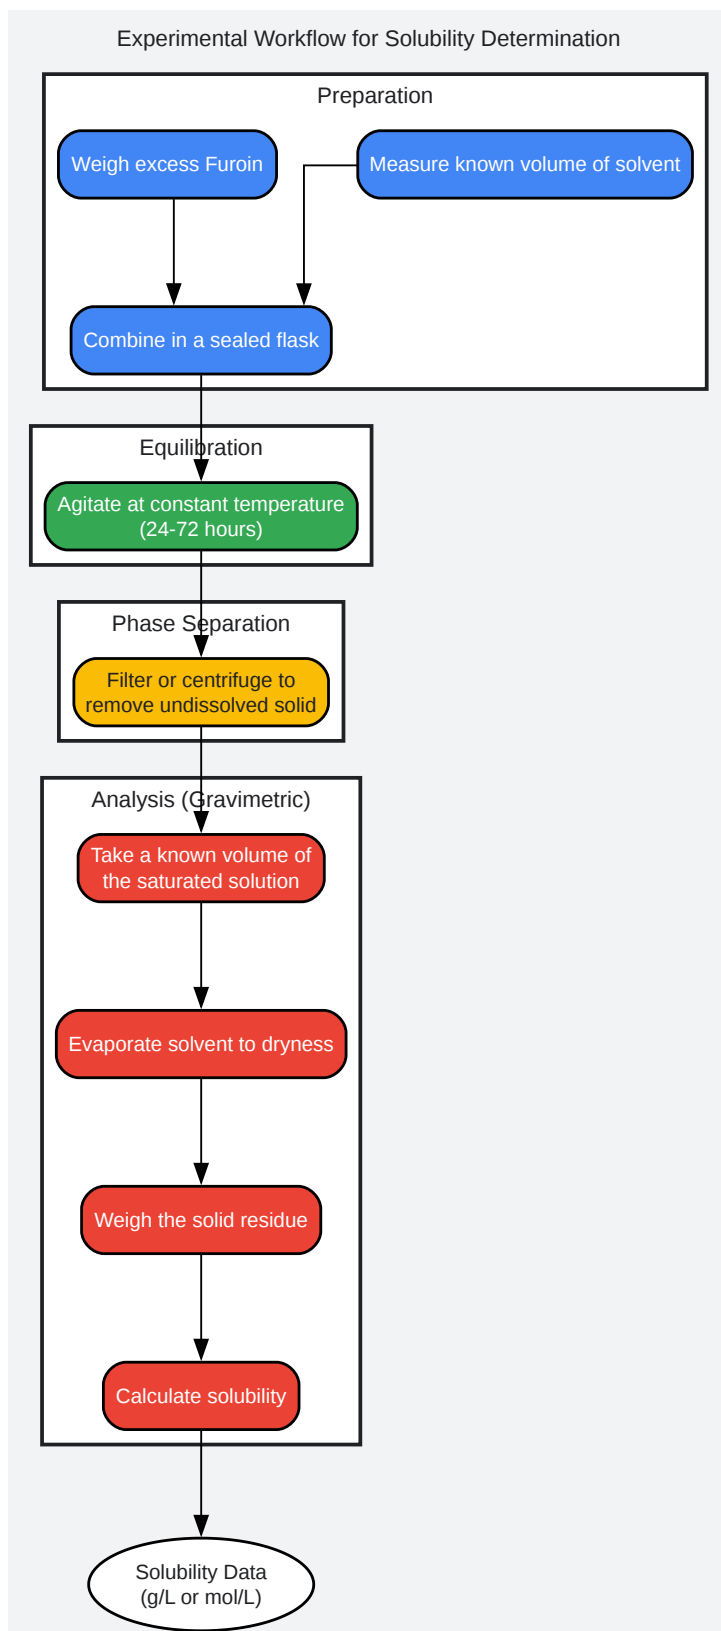 Experimental Workflow for Solubility Determination
Preparation
Weigh excess Furoin
Measure known volume of solvent
Combine in a sealed flask
Equilibration
Agitate at constant temperature
(24-72 hours)
Phase Separation
Filter or centrifuge to
remove undissolved solid
Analysis (Gravimetric)
Take a known volume of
the saturated solution
Evaporate solvent to dryness
Weigh the solid residue
Calculate solubility
Solubility Data
(g/L or mol/L)